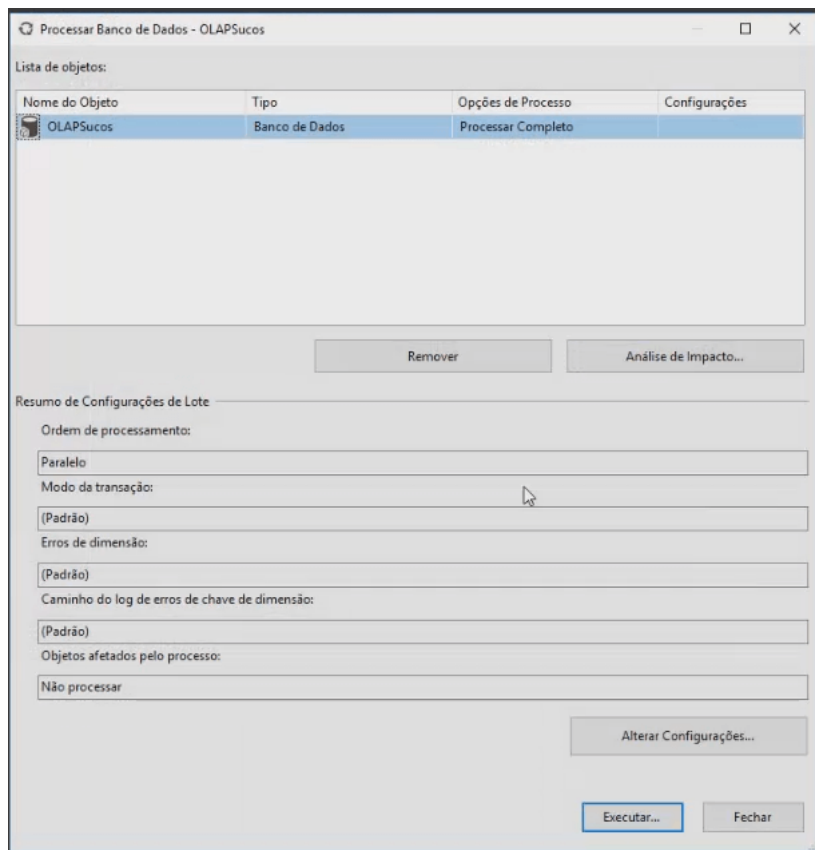 Processar Banco de Dados - OLAPSucos
Lista de objetos:
Nome do Objeto Tipo Opções de Processo Configurações
OLAPSucos Banco de Dados Processar Completo
Remover Análise de Impacto...
Resumo de Configurações de Lote
Ordem de processamento:
Paralelo
Modo da transação:
(Padrão)
Erros de dimensão:
(Padrão)
Caminho do log de erros de chave de dimensão:
(Padrão)
Objetos afetados pelo processo:
Não processar
Alterar Configurações...
Executar... Fechar